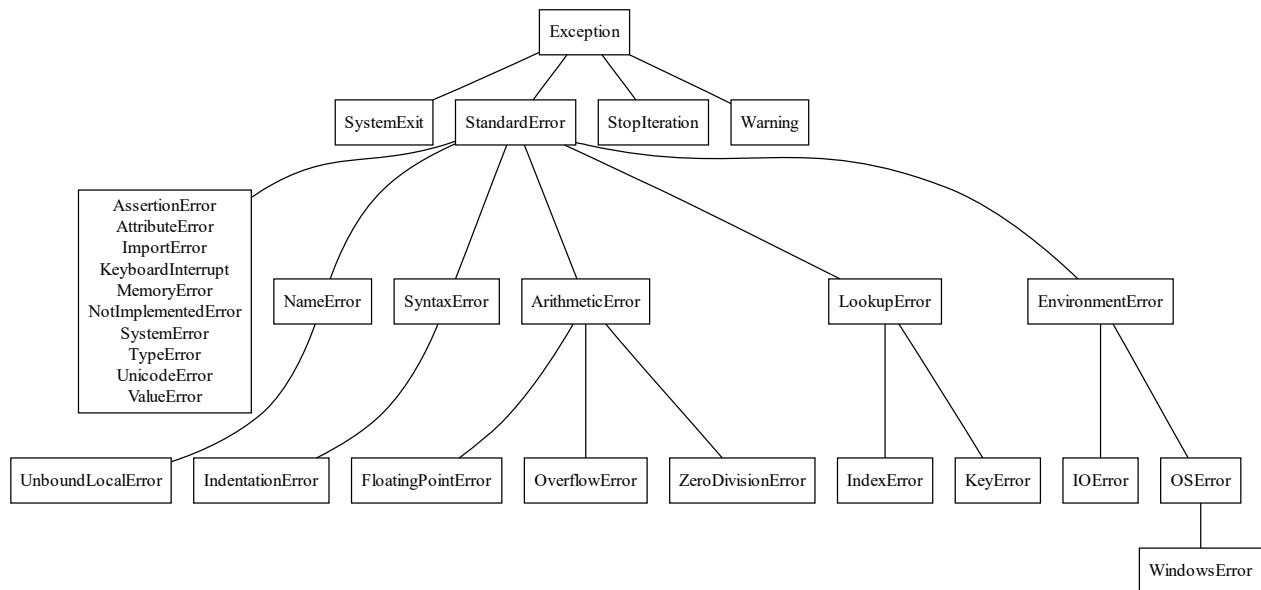 Exception
SystemExit
StandardError
StopIteration
Warning
AssertionError
AttributeError
ImportError
KeyboardInterrupt
MemoryError
NotImplementedError
SystemError
TypeError
UnicodeError
ValueError
NameError
SyntaxError
ArithmeticError
LookupError
EnvironmentError
UnboundLocalError
IndentationError
FloatingPointError
OverflowError
ZeroDivisionError
IndexError
KeyError
IOError
OSError
WindowsError